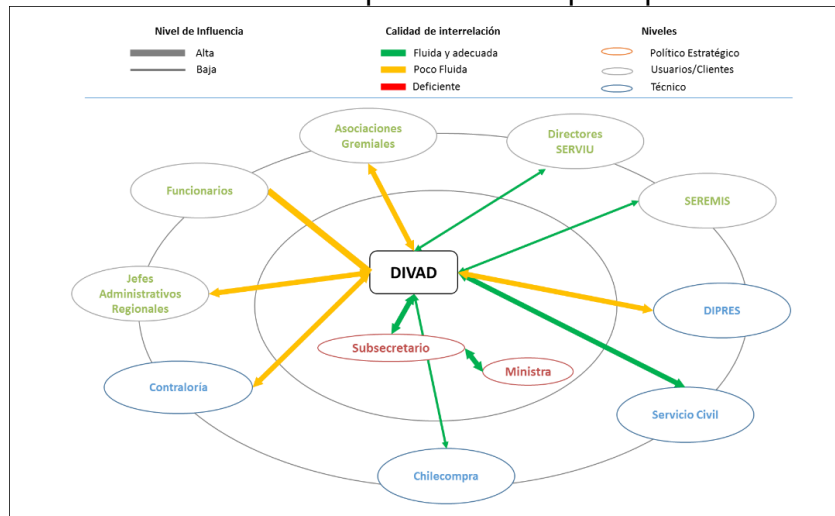 Nivel de Influencia
Alta
Baja
Calidad de interrelación
Fluida y adecuada
Poco Fluida
Deficiente
Niveles
Político Estratégico
Usuarios/Clientes
Técnico
Asociaciones
Gremiales
Directores
SERVIU
Funcionarios
SEREMIS
DIVAD
Jefes
Administrativos
Regionales
DIPRES
Subsecretario
Ministra
Contraloría
Servicio Civil
Chilecompra